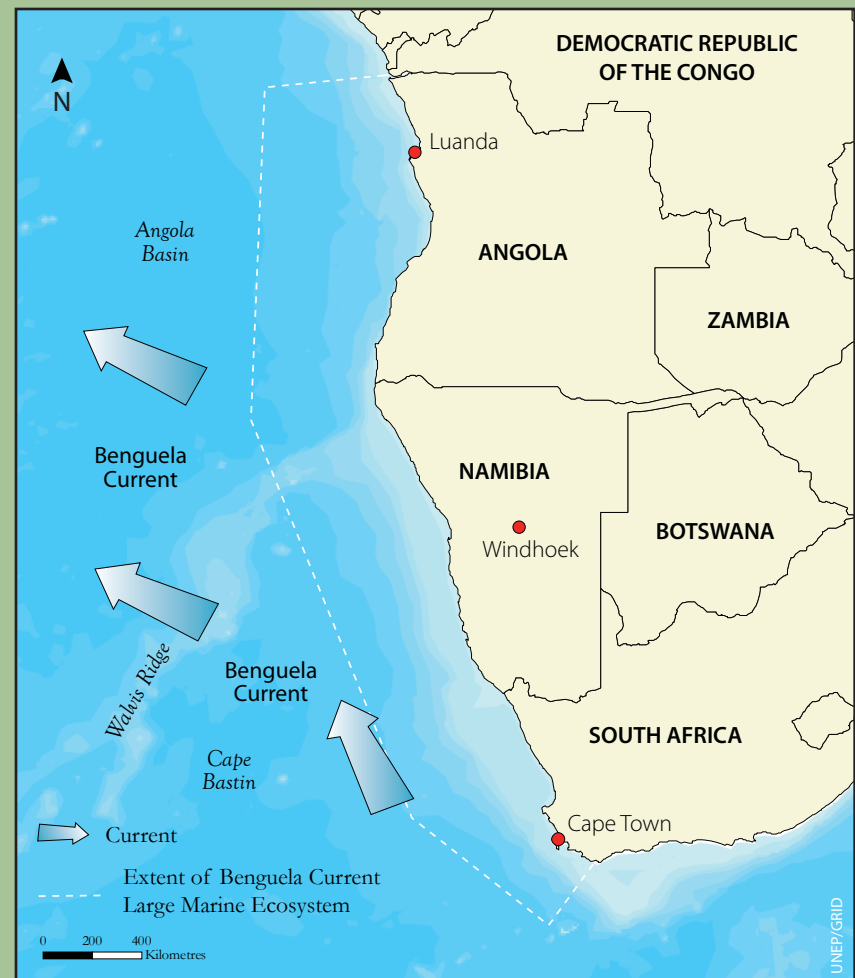 DEMOCRATIC REPUBLIC
OF THE CONGO
N
Luanda
Angola
Basin
ANGOLA
ZAMBIA
Benguela
Current
NAMIBIA
Windhoek
BOTSWANA
Walvis Ridge
Benguela
Current
SOUTH AFRICA
Cape
Bastin
Cape Town
Current
Extent of Benguela Current
Large Marine Ecosystem
0 200 400
Kilometres
UNEP/GRID